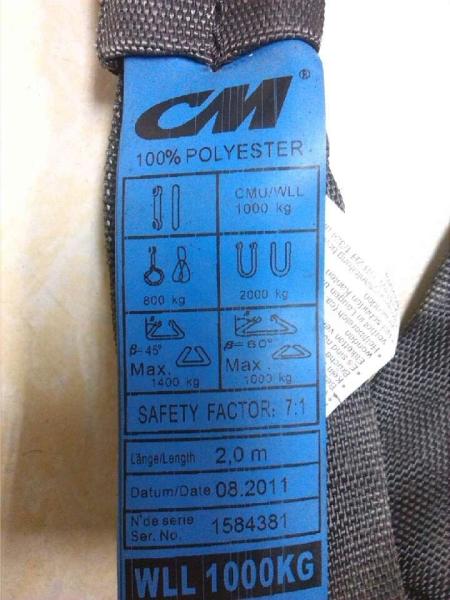 CM®
100% POLYESTER
CMU/WLL
1000 kg
800 kg
2000 kg
β=45°
Max.
1400 kg
β=60°
Max.
1000 kg
SAFETY FACTOR: 7:1
Länge/Length 2,0 m
Datum/Date 08.2011
N°de serie
Ser. No. 1584381
WLL 1000KG